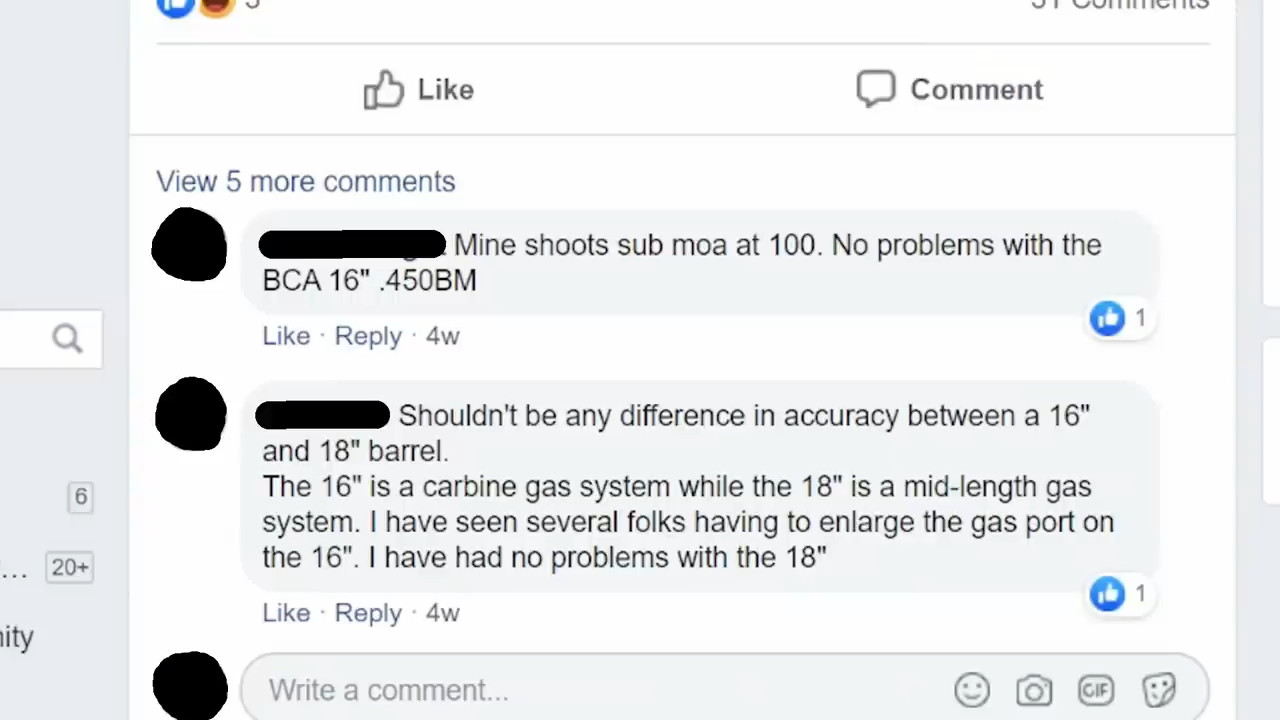 Like
Comment
View 5 more comments
Mine shoots sub moa at 100. No problems with the
BCA 16" .450BM
1
Like · Reply · 4w
Shouldn't be any difference in accuracy between a 16"
and 18" barrel.
The 16" is a carbine gas system while the 18" is a mid-length gas
6
system. I have seen several folks having to enlarge the gas port on
the 16". I have had no problems with the 18"
... 20+
1
Like · Reply · 4w
Write a comment...
GIF